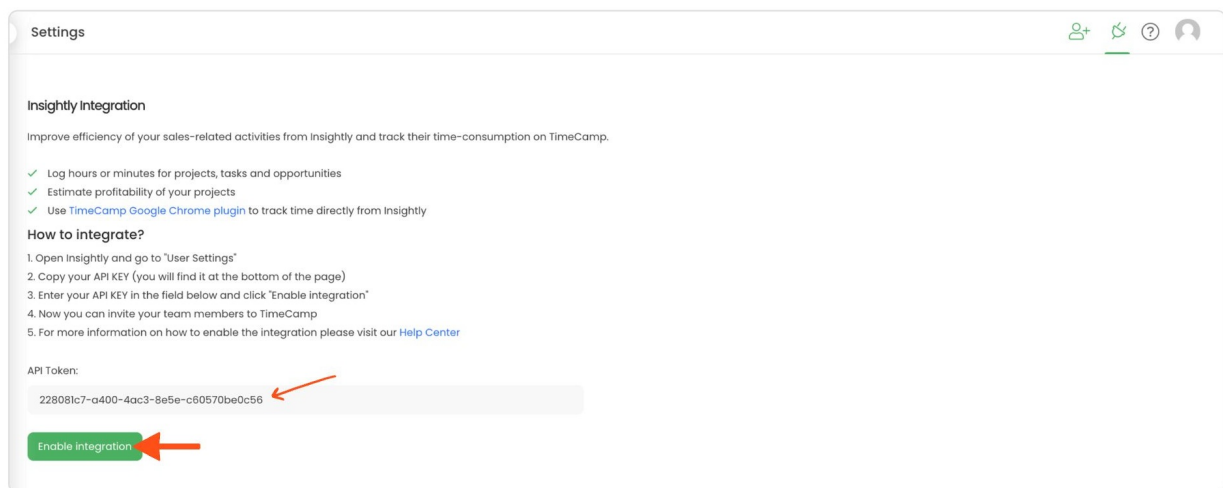 Settings
Insightly Integration
Improve efficiency of your sales-related activities from Insightly and track their time-consumption on TimeCamp.
Log hours or minutes for projects, tasks and opportunities
Estimate profitability of your projects
Use TimeCamp Google Chrome plugin to track time directly from Insightly
How to integrate?
1. Open Insightly and go to "User Settings"
2. Copy your API KEY (you will find it at the bottom of the page)
3. Enter your API KEY in the field below and click "Enable integration"
4. Now you can invite your team members to TimeCamp
5. For more information on how to enable the integration please visit our Help Center
API Token:
228081c7-a400-4ac3-8e5e-c60570be0c56
Enable integration